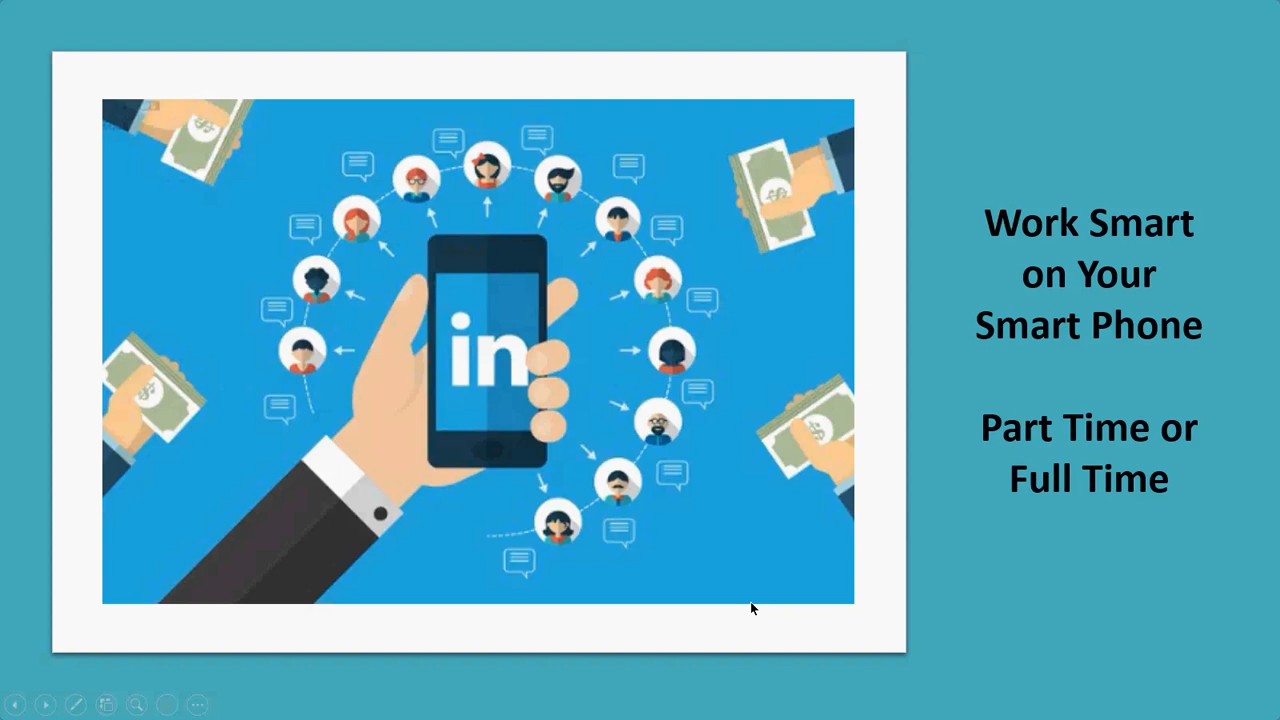 in
Work Smart
on Your
Smart Phone
Part Time or
Full Time